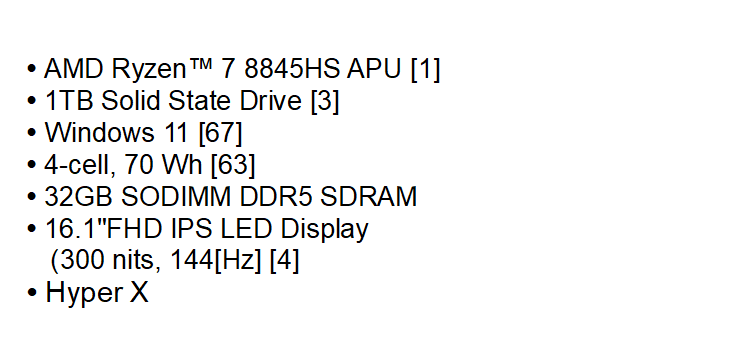 • AMD Ryzen™ 7 8845HS APU [1]
• 1TB Solid State Drive [3]
• Windows 11 [67]
• 4-cell, 70 Wh [63]
• 32GB SODIMM DDR5 SDRAM
• 16.1"FHD IPS LED Display
(300 nits, 144[Hz] [4]
• Hyper X